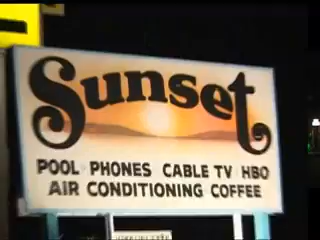 Sunset
POOL PHONES CABLE TV HBO
AIR CONDITIONING COFFEE